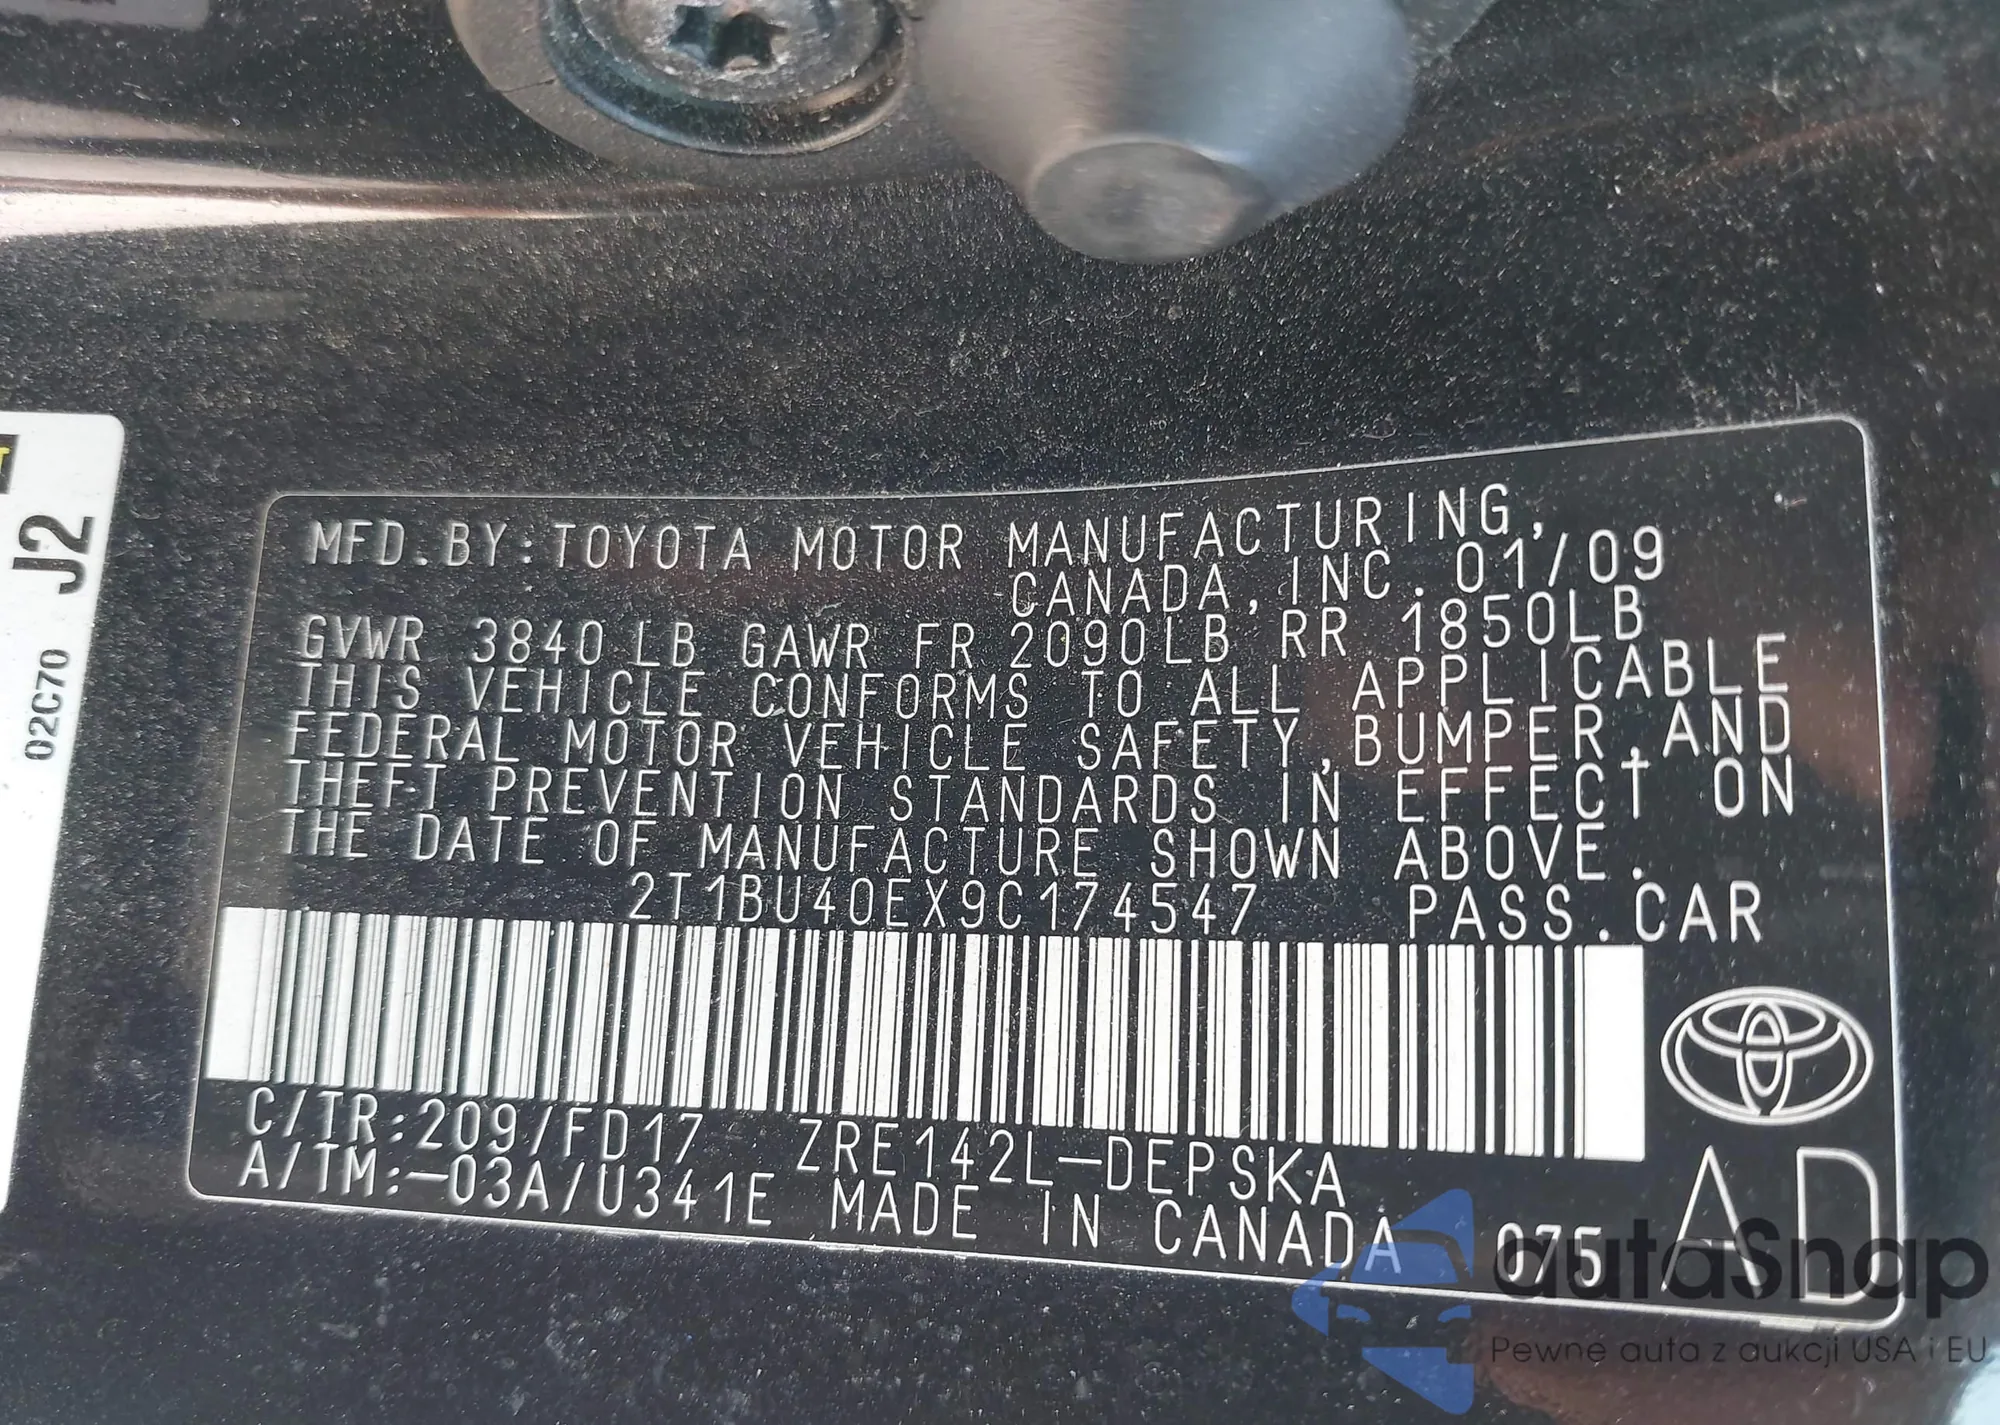 MFD.BY:TOYOTA MOTOR MANUFACTURING,
CANADA,INC. 01/09
GVWR 3840LB GAWR FR 2090LB RR 1850LB
THIS VEHICLE CONFORMS TO ALL APPLICABLE
FEDERAL MOTOR VEHICLE SAFETY,BUMPER,AND
THEFT PREVENTION STANDARDS IN EFFECT ON
THE DATE OF MANUFACTURE SHOWN ABOVE.
2T1BU40EX9C174547 PASS.CAR
C/TR:209/FD17 ZRE142L-DEPSKA
A/TM:-03A/U341E MADE IN CANADA 075 AD
J2
02C70
autaSnap
Pewne auta z aukcji USA i EU